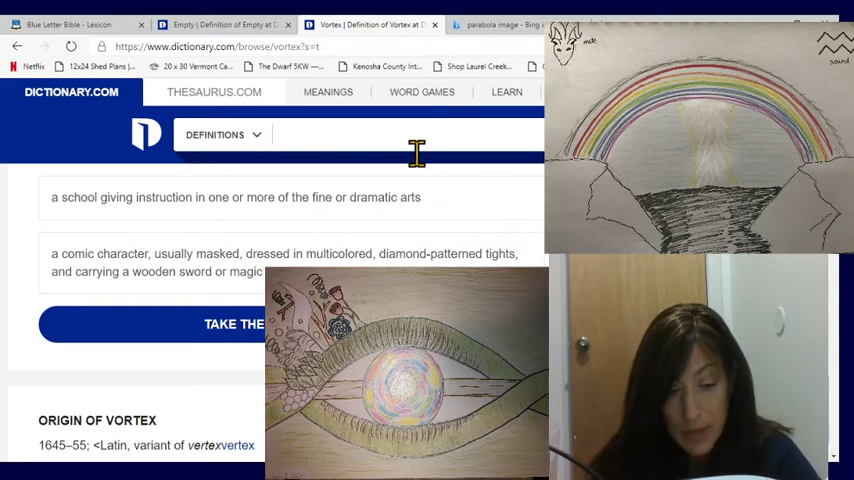 Blue Letter Bible - Lexicon
Empty | Definition of Empty at D
Vortex | Definition of Vortex at D
parabola image - Bing i
https://www.dictionary.com/browse/vortex?s=t
Netflix
12x24 Shed Plans |...
20 x 30 Vermont Ca...
The Dwarf 5KW —...
Kenosha County Int...
Shop Laurel Creek...
DICTIONARY.COM
THESAURUS.COM
MEANINGS
WORD GAMES
LEARN
DEFINITIONS
a school giving instruction in one or more of the fine or dramatic arts
a comic character, usually masked, dressed in multicolored, diamond-patterned tights,
and carrying a wooden sword or magic
TAKE THE
ORIGIN OF VORTEX
1645–55; <Latin, variant of vertexvertex
mute
sound